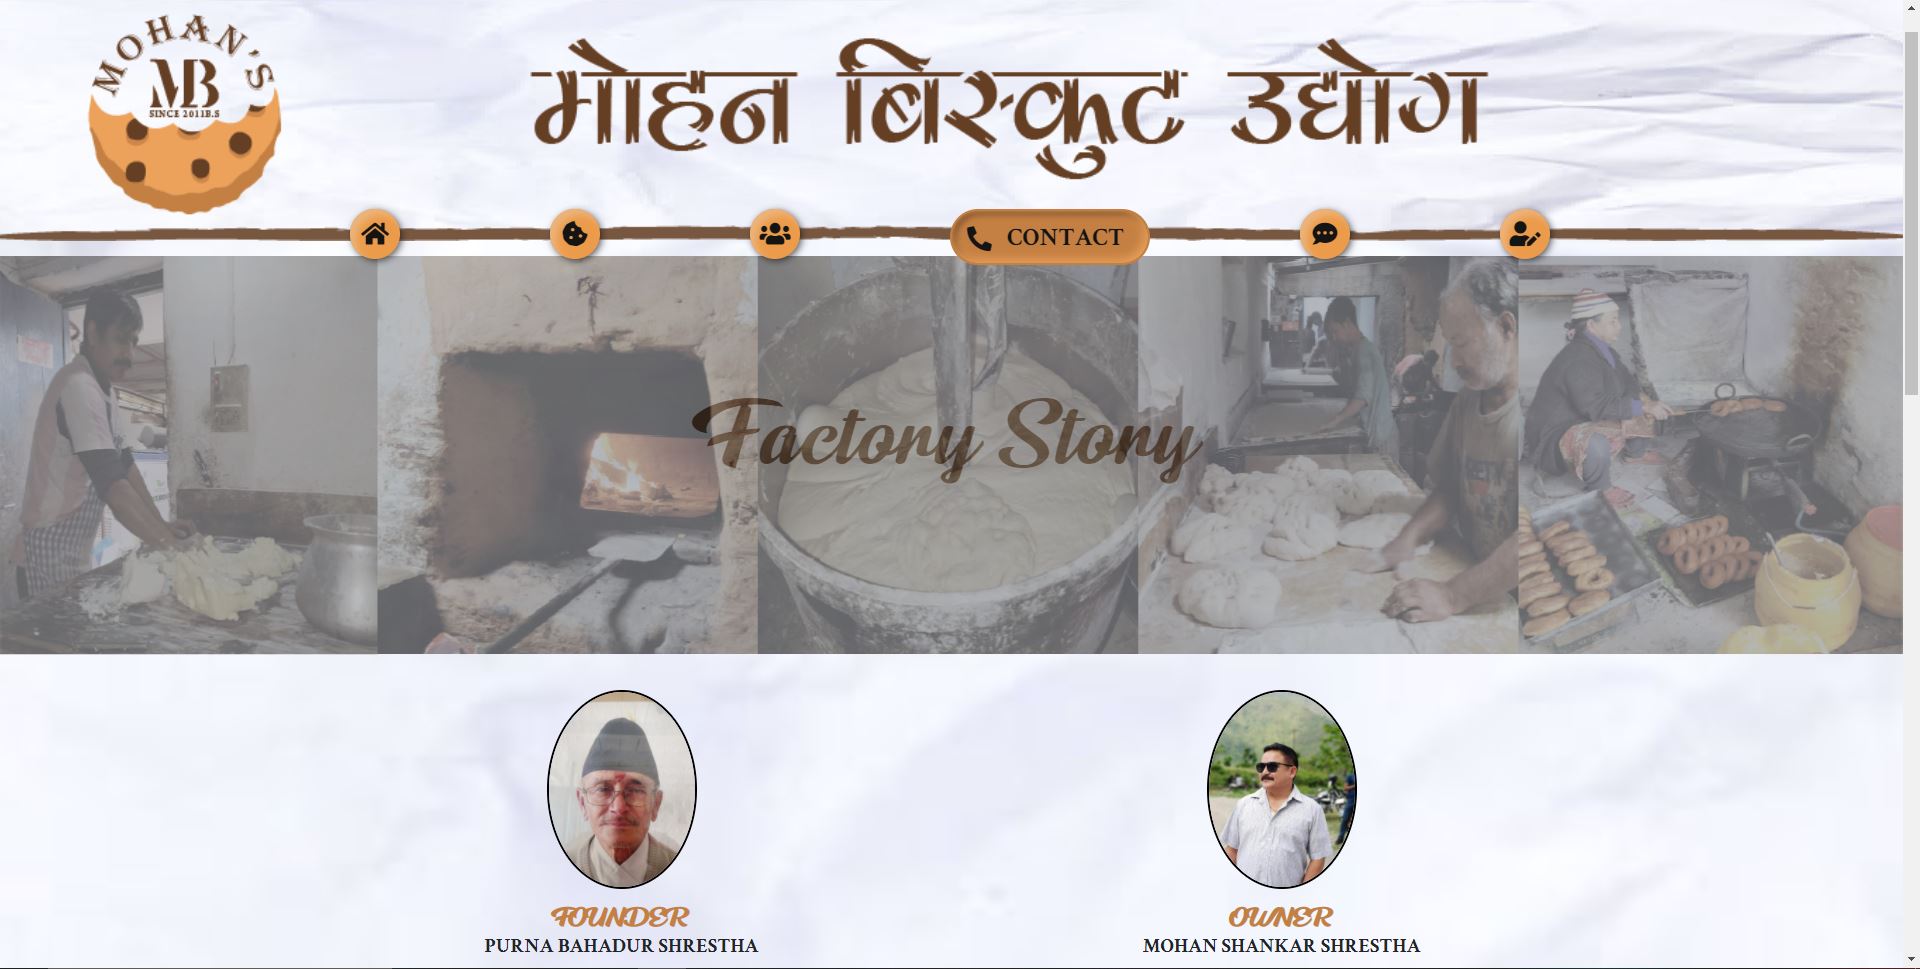 MOHAN'S
MB
SINCE 2011B.S
मोहन बिस्कुट उद्योग
CONTACT
Factory Story
FOUNDER
PURNA BAHADUR SHRESTHA
OWNER
MOHAN SHANKAR SHRESTHA